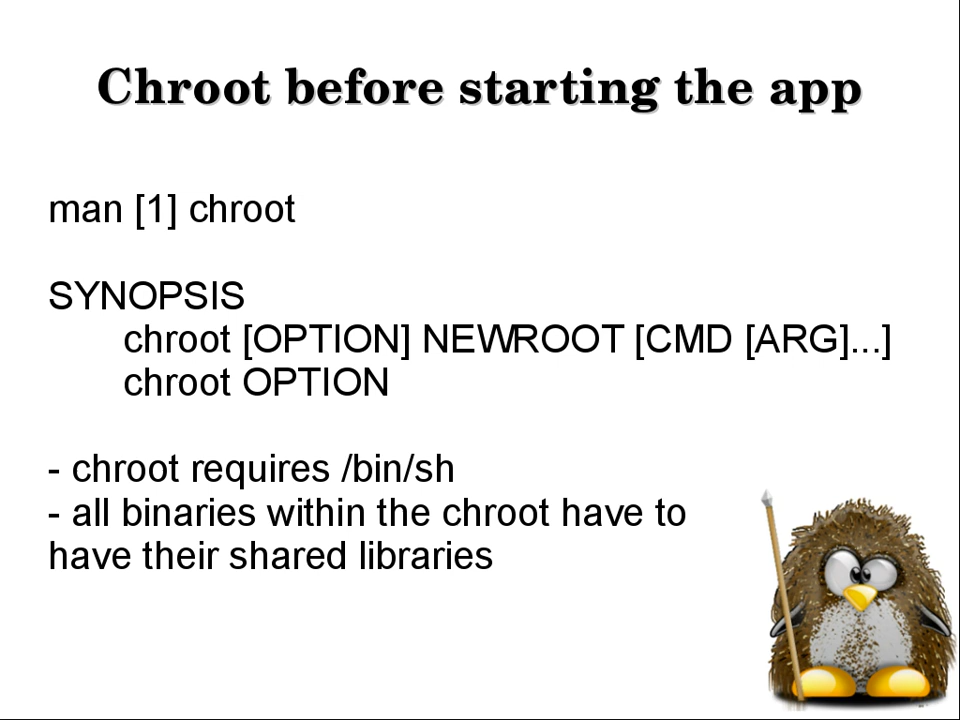 Chroot before starting the app
man [1] chroot
SYNOPSIS
chroot [OPTION] NEWROOT [CMD [ARG]...]
chroot OPTION
- chroot requires /bin/sh
- all binaries within the chroot have to
have their shared libraries